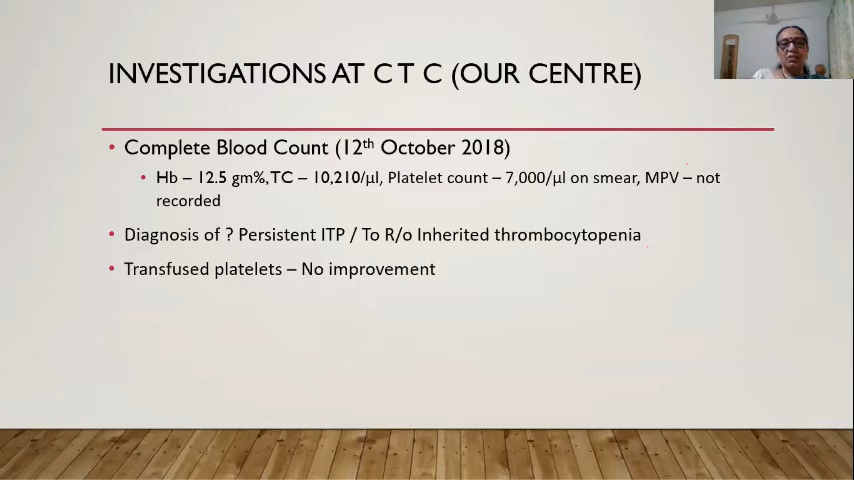 INVESTIGATIONS AT C T C (OUR CENTRE)
• Complete Blood Count (12th October 2018)
• Hb – 12.5 gm%, TC – 10,210/µl, Platelet count – 7,000/µl on smear, MPV – not
recorded
• Diagnosis of ? Persistent ITP / To R/o Inherited thrombocytopenia
• Transfused platelets – No improvement